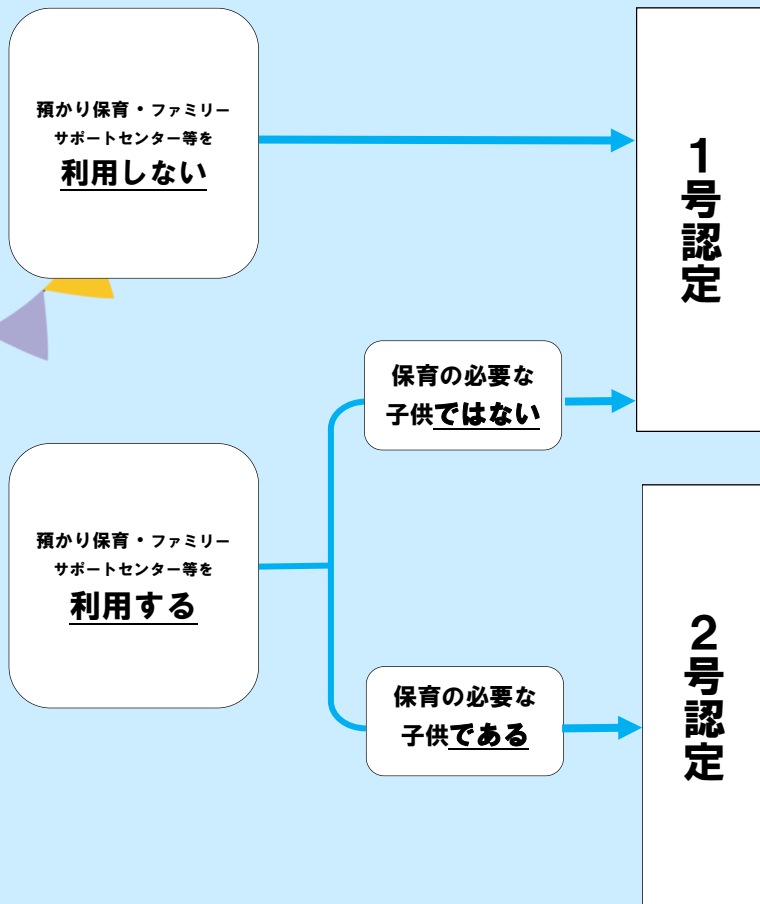 預かり保育・ファミリー
サポートセンター等を
利用しない
1号認定
保育の必要な
子供ではない
預かり保育・ファミリー
サポートセンター等を
利用する
保育の必要な
子供である
2号認定